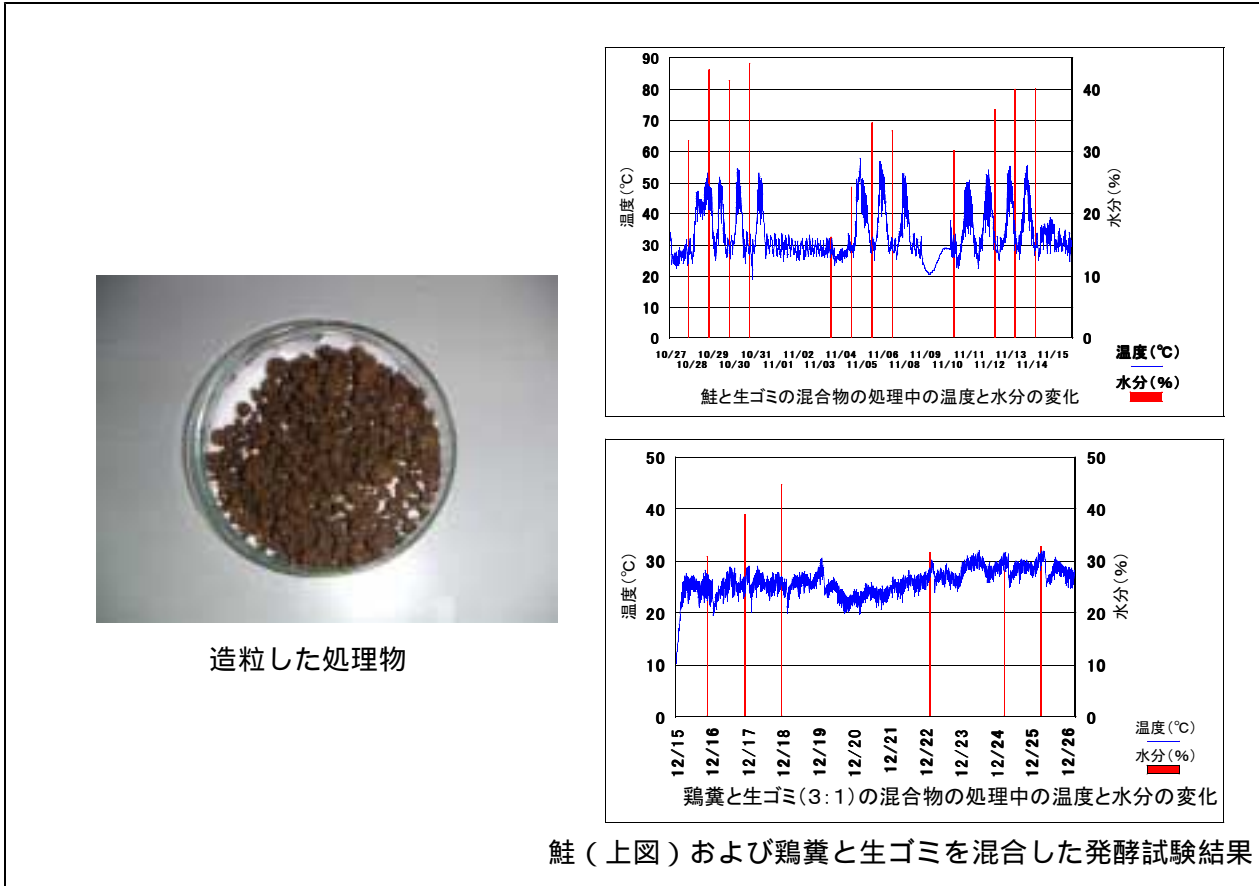 造粒した処理物
90
80
70
60
50
40
30
20
10
0
温度(℃)
40
30
20
10
0
水分(%)
10/27 10/29 10/31 11/02 11/04 11/06 11/09 11/11 11/13 11/15
10/28 10/30 11/01 11/03 11/05 11/08 11/10 11/12 11/14
温度(℃)
水分(%)
鮭と生ゴミの混合物の処理中の温度と水分の変化
50
40
30
20
10
0
温度(℃)
50
40
30
20
10
0
水分(%)
12/15 12/16 12/17 12/18 12/19 12/20 12/21 12/22 12/23 12/24 12/25 12/26
温度(℃)
水分(%)
鶏糞と生ゴミ(3:1)の混合物の処理中の温度と水分の変化
鮭(上図)および鶏糞と生ゴミを混合した発酵試験結果